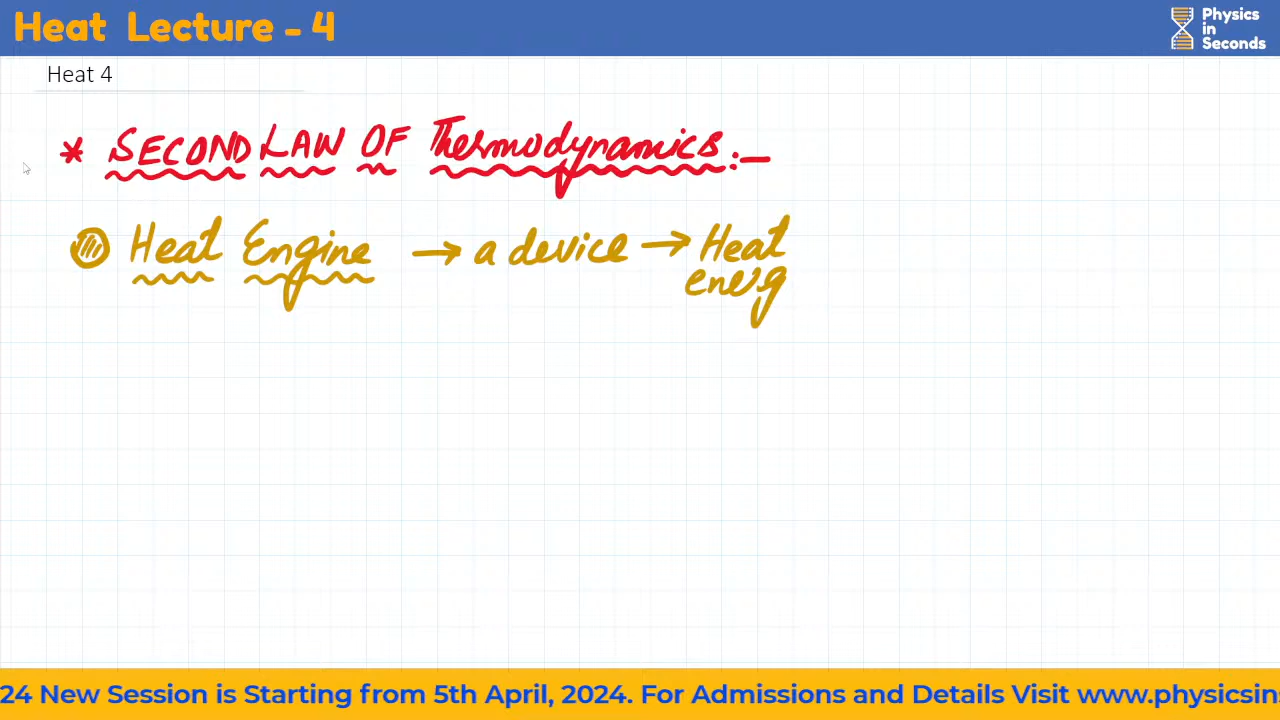 Heat Lecture - 4
Physics
in
Seconds
Heat 4
* SECOND LAW OF Thermodynamics :-
Heat Engine → a device → Heat
energ
24 New Session is Starting from 5th April, 2024. For Admissions and Details Visit www.physicsin